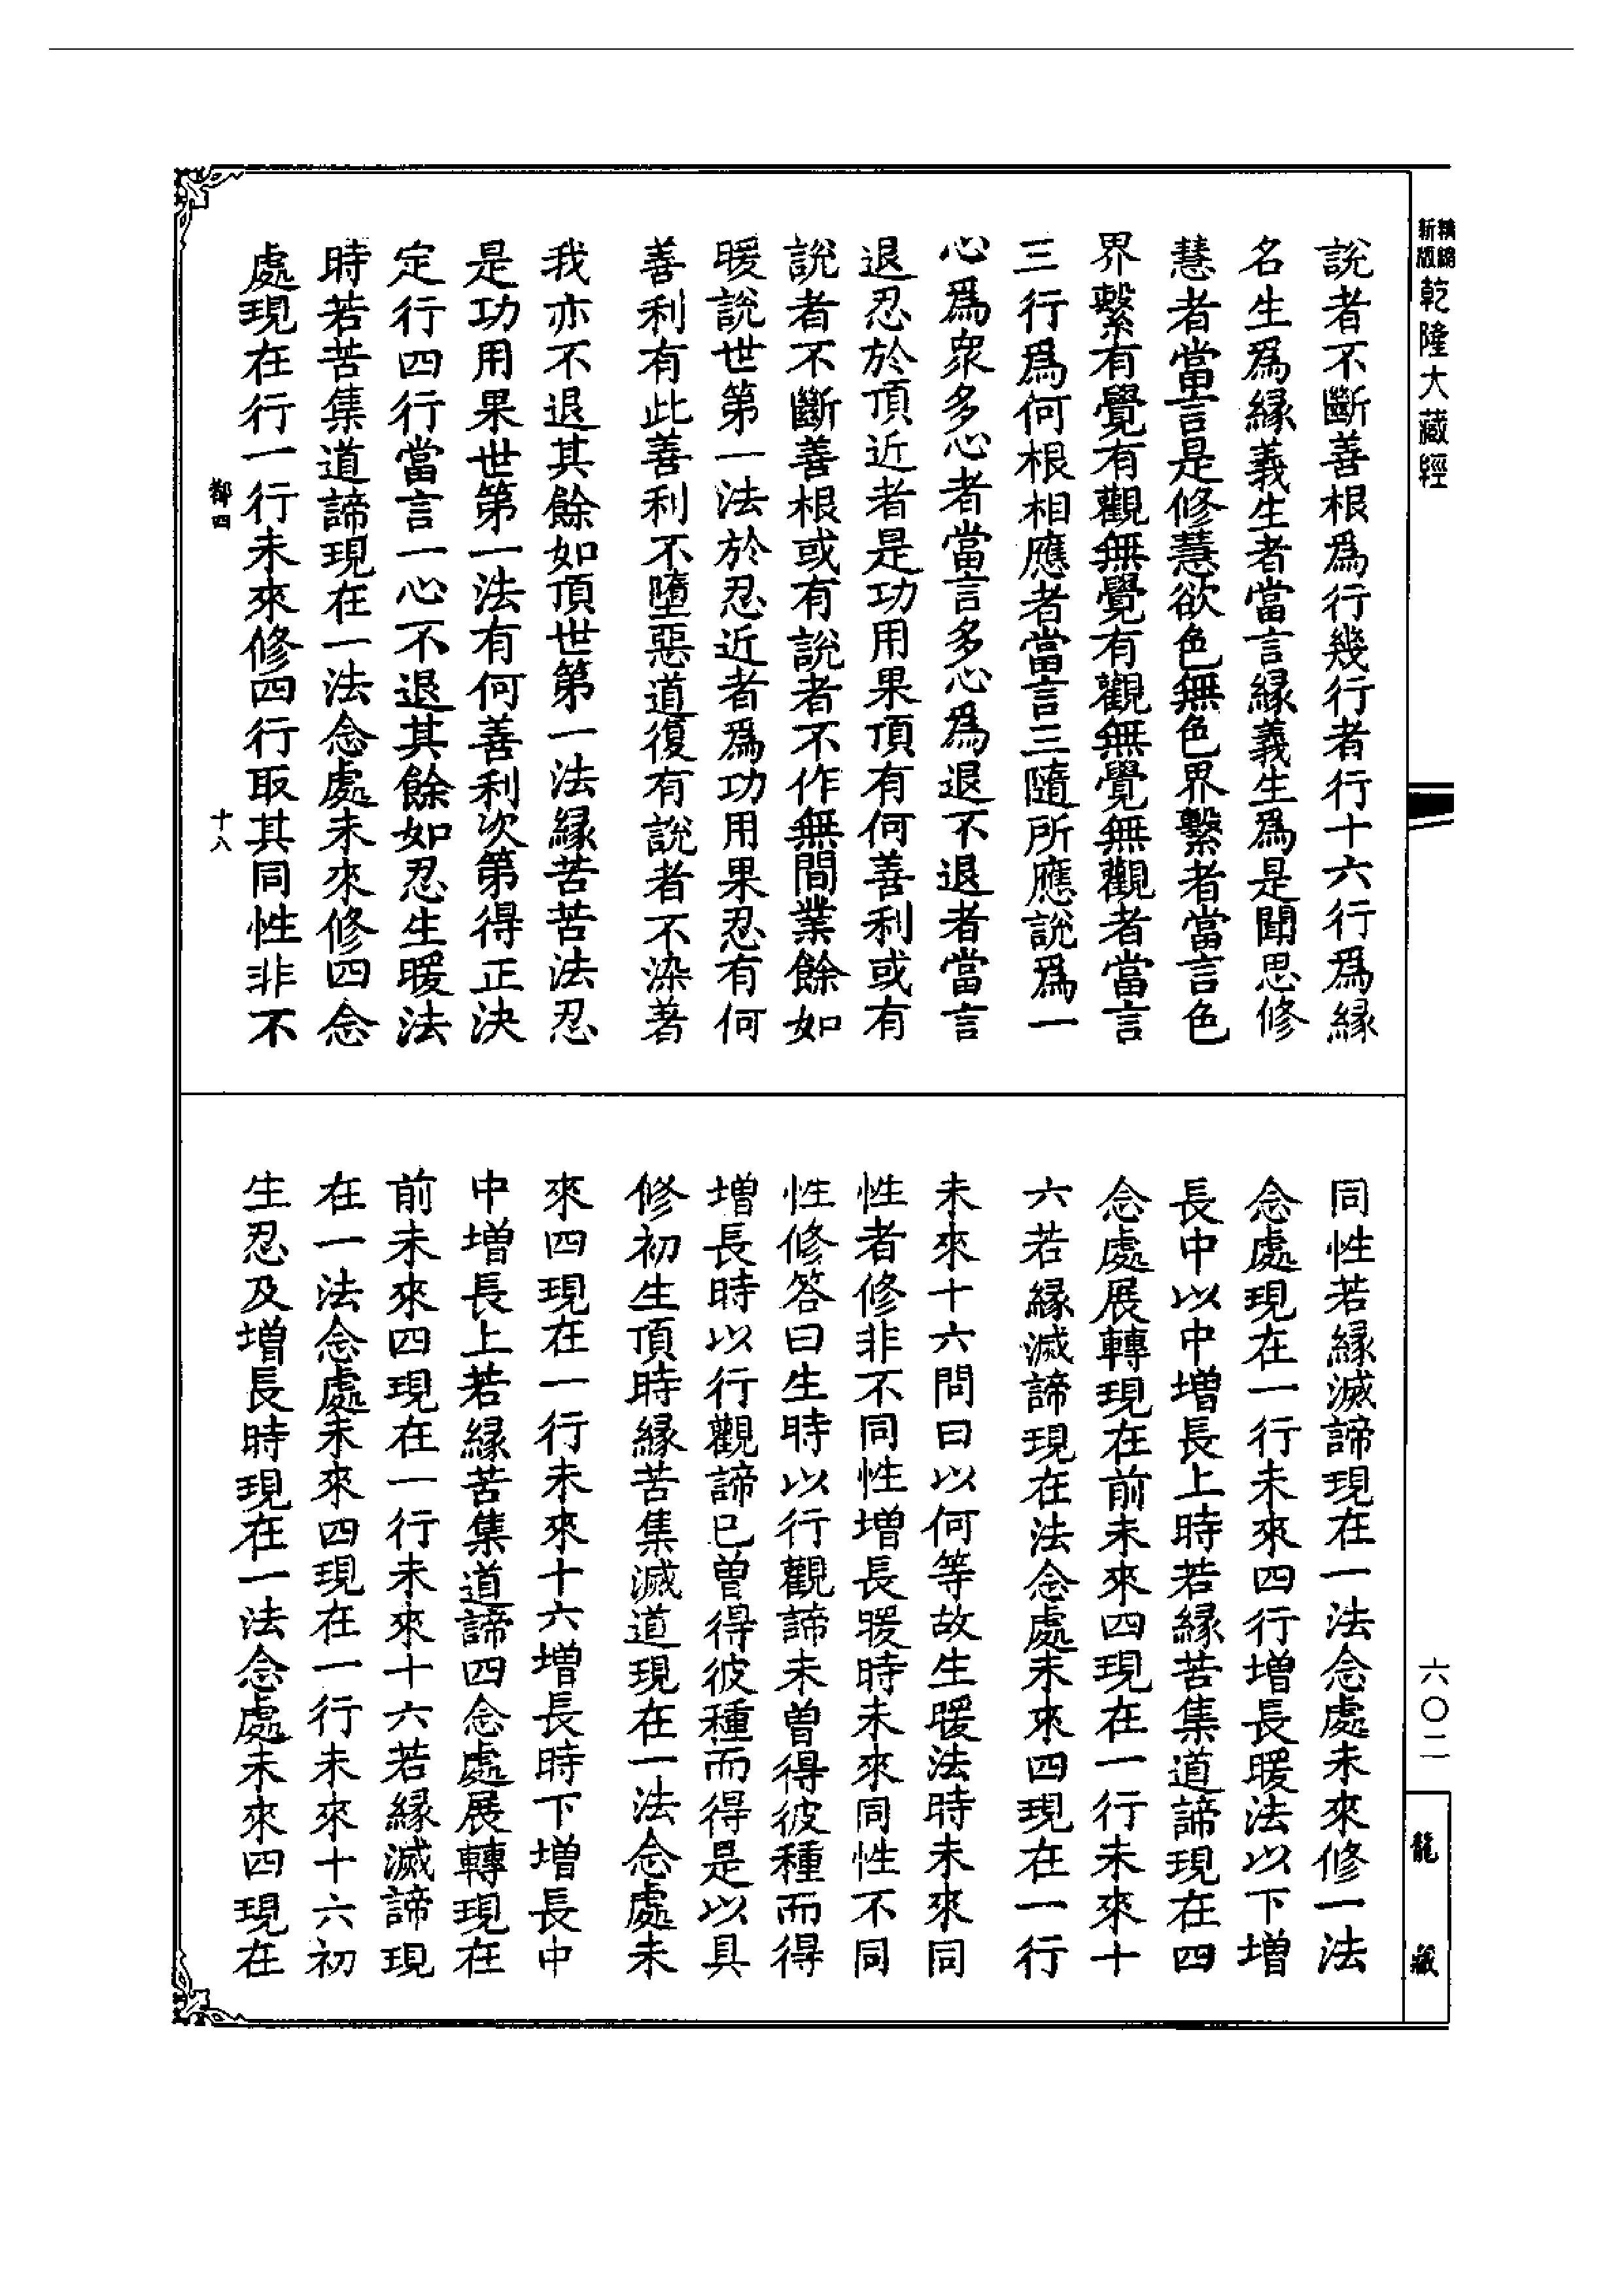 新版精縮乾隆大藏經
說者不斷善根爲行幾行者行十六行爲緣
名生爲緣義生者當言緣義生爲是聞思修
慧者當言是修慧欲色無色界繫者當言色
界繫有覺有觀無覺有觀無覺無觀者當言
三行爲何根相應者當言三隨所應說爲一
心爲衆多心者當言多心爲退不退者當言
退忍於頂近者是功用果頂有何善利或有
說者不斷善根或有說者不作無間業餘如
暖說世第一法於忍近者爲功用果忍有何
善利有此善利不墮惡道復有說者不染著
我亦不退其餘如頂世第一法緣苦法忍
是功用果世第一法有何善利次第得正決
定行四行當言一心不退其餘如忍生暖法
時若苦集道諦現在一法念處未來修四念
處現在行一行未來修四行取其同性非不
都四
十八
同性若緣滅諦現在一法念處未來修一法
念處現在一行未來四行增長暖法以下增
長中以中增長上時若緣苦集道諦現在四
念處展轉現在前未來四現在一行未來十
六若緣滅諦現在法念處未來四現在一行
未來十六問曰以何等故生暖法時未來同
性者修非不同性增長暖時未來同性不同
性修答曰生時以行觀諦未曾得彼種而得
增長時以行觀諦已曾得彼種而得是以具
修初生頂時緣苦集滅道現在一法念處未
來四現在一行未來十六增長時下增長中
中增長上若緣苦集道諦四念處展轉現在
前未來四現在一行未來十六若緣滅諦現
在一法念處未來四現在一行未來十六初
生忍及增長時現在一法念處未來四現在
六〇二
龍藏